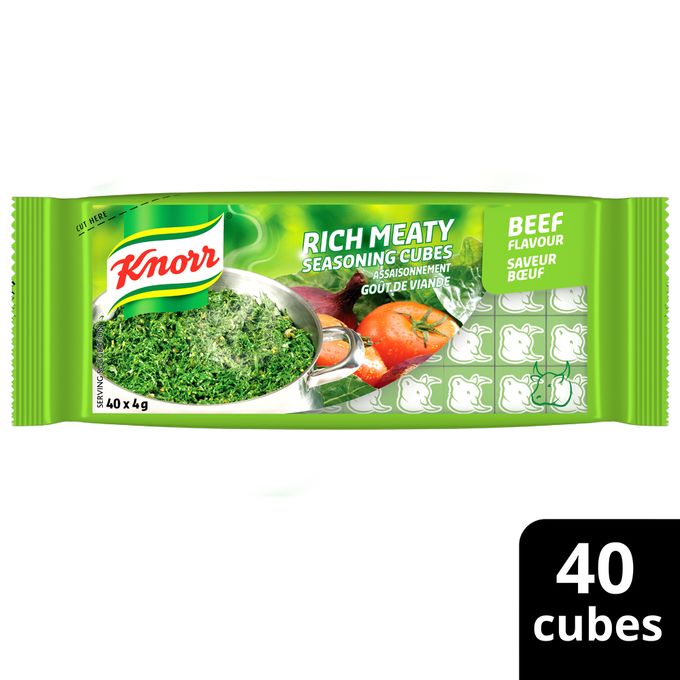 CUT HERE
Knorr
RICH MEATY
SEASONING CUBES
ASSAISONNEMENT
GOÛT DE VIANDE
BEEF
FLAVOUR
SAVEUR
BŒUF
SERVING
40 x 4g
40
cubes